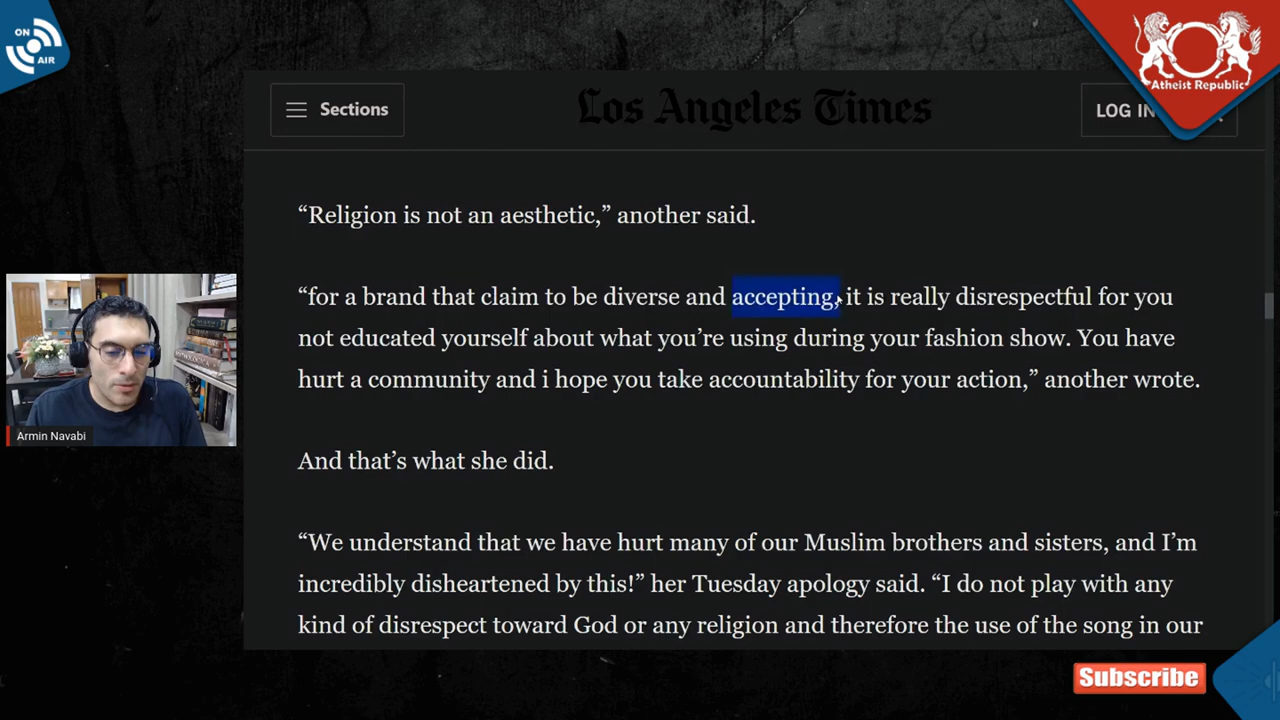 ON
AIR
Atheist Republic
Sections
Los Angeles Times
LOG IN
“Religion is not an aesthetic,” another said.
“for a brand that claim to be diverse and accepting, it is really disrespectful for you
not educated yourself about what you’re using during your fashion show. You have
hurt a community and i hope you take accountability for your action,” another wrote.
And that’s what she did.
“We understand that we have hurt many of our Muslim brothers and sisters, and I’m
incredibly disheartened by this!” her Tuesday apology said. “I do not play with any
kind of disrespect toward God or any religion and therefore the use of the song in our
Armin Navabi
Subscribe